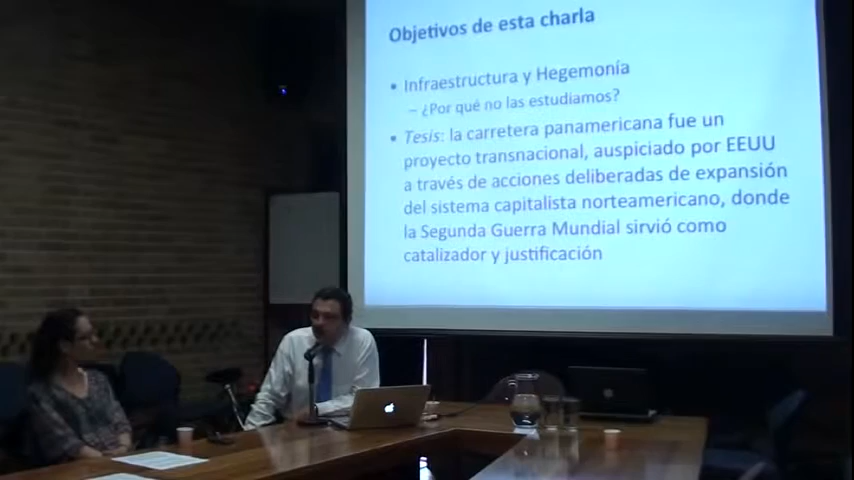 Objetivos de esta charla
• Infraestructura y Hegemonía
– ¿Por qué no las estudiamos?
• Tesis: la carretera panamericana fue un
proyecto transnacional, auspiciado por EEUU
a través de acciones deliberadas de expansión
del sistema capitalista norteamericano, donde
la Segunda Guerra Mundial sirvió como
catalizador y justificación